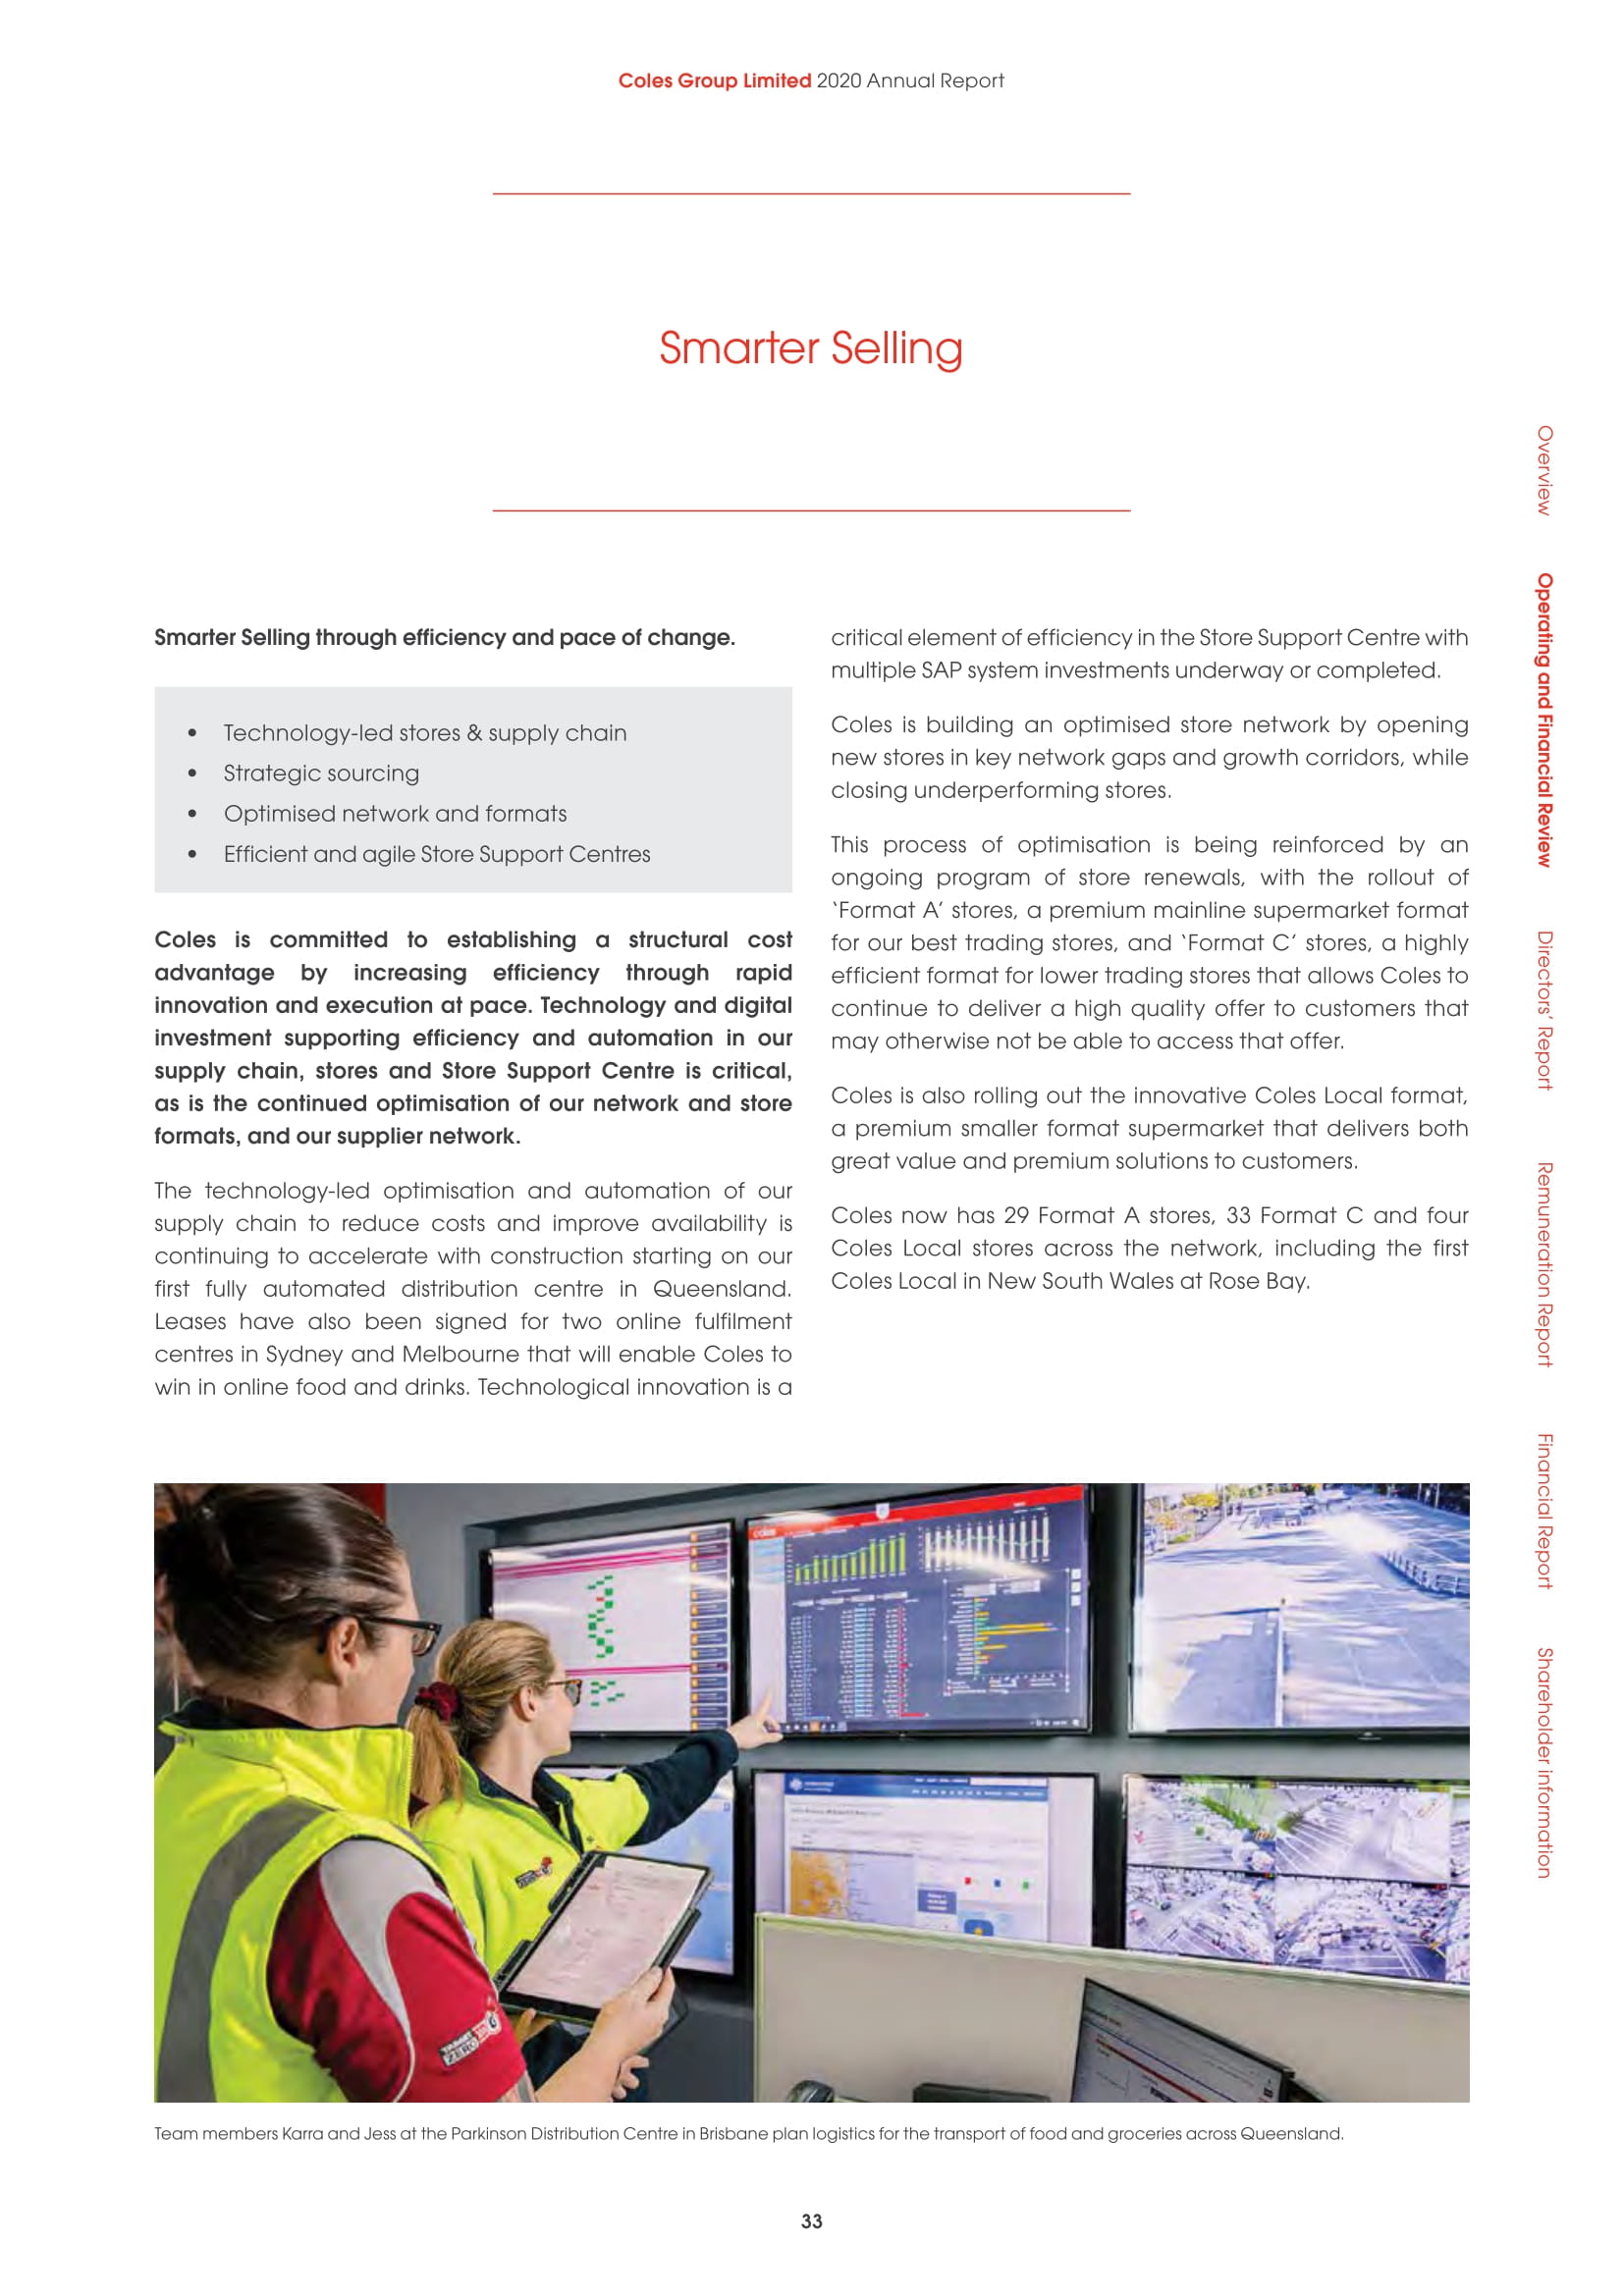 Coles Group Limited 2020 Annual Report
Smarter Selling
Smarter Selling through efficiency and pace of change.
• Technology-led stores & supply chain
• Strategic sourcing
• Optimised network and formats
• Efficient and agile Store Support Centres
Coles is committed to establishing a structural cost
advantage by increasing efficiency through rapid
innovation and execution at pace. Technology and digital
investment supporting efficiency and automation in our
supply chain, stores and Store Support Centre is critical,
as is the continued optimisation of our network and store
formats, and our supplier network.
The technology-led optimisation and automation of our
supply chain to reduce costs and improve availability is
continuing to accelerate with construction starting on our
first fully automated distribution centre in Queensland.
Leases have also been signed for two online fulfilment
centres in Sydney and Melbourne that will enable Coles to
win in online food and drinks. Technological innovation is a
critical element of efficiency in the Store Support Centre with
multiple SAP system investments underway or completed.
Coles is building an optimised store network by opening
new stores in key network gaps and growth corridors, while
closing underperforming stores.
This process of optimisation is being reinforced by an
ongoing program of store renewals, with the rollout of
‘Format A’ stores, a premium mainline supermarket format
for our best trading stores, and ‘Format C’ stores, a highly
efficient format for lower trading stores that allows Coles to
continue to deliver a high quality offer to customers that
may otherwise not be able to access that offer.
Coles is also rolling out the innovative Coles Local format,
a premium smaller format supermarket that delivers both
great value and premium solutions to customers.
Coles now has 29 Format A stores, 33 Format C and four
Coles Local stores across the network, including the first
Coles Local in New South Wales at Rose Bay.
coles
ZERO
Team members Karra and Jess at the Parkinson Distribution Centre in Brisbane plan logistics for the transport of food and groceries across Queensland.
33
Overview
Operating and Financial Review
Directors’ Report
Remuneration Report
Financial Report
Shareholder information